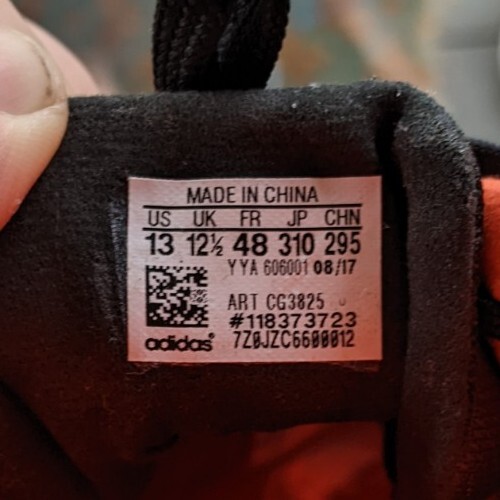 MADE IN CHINA
US UK FR JP CHN
13 12½ 48 310 295
YYA 606001 08/17
ART CG3825
#118373723
adidas 7Z0JZC6600012